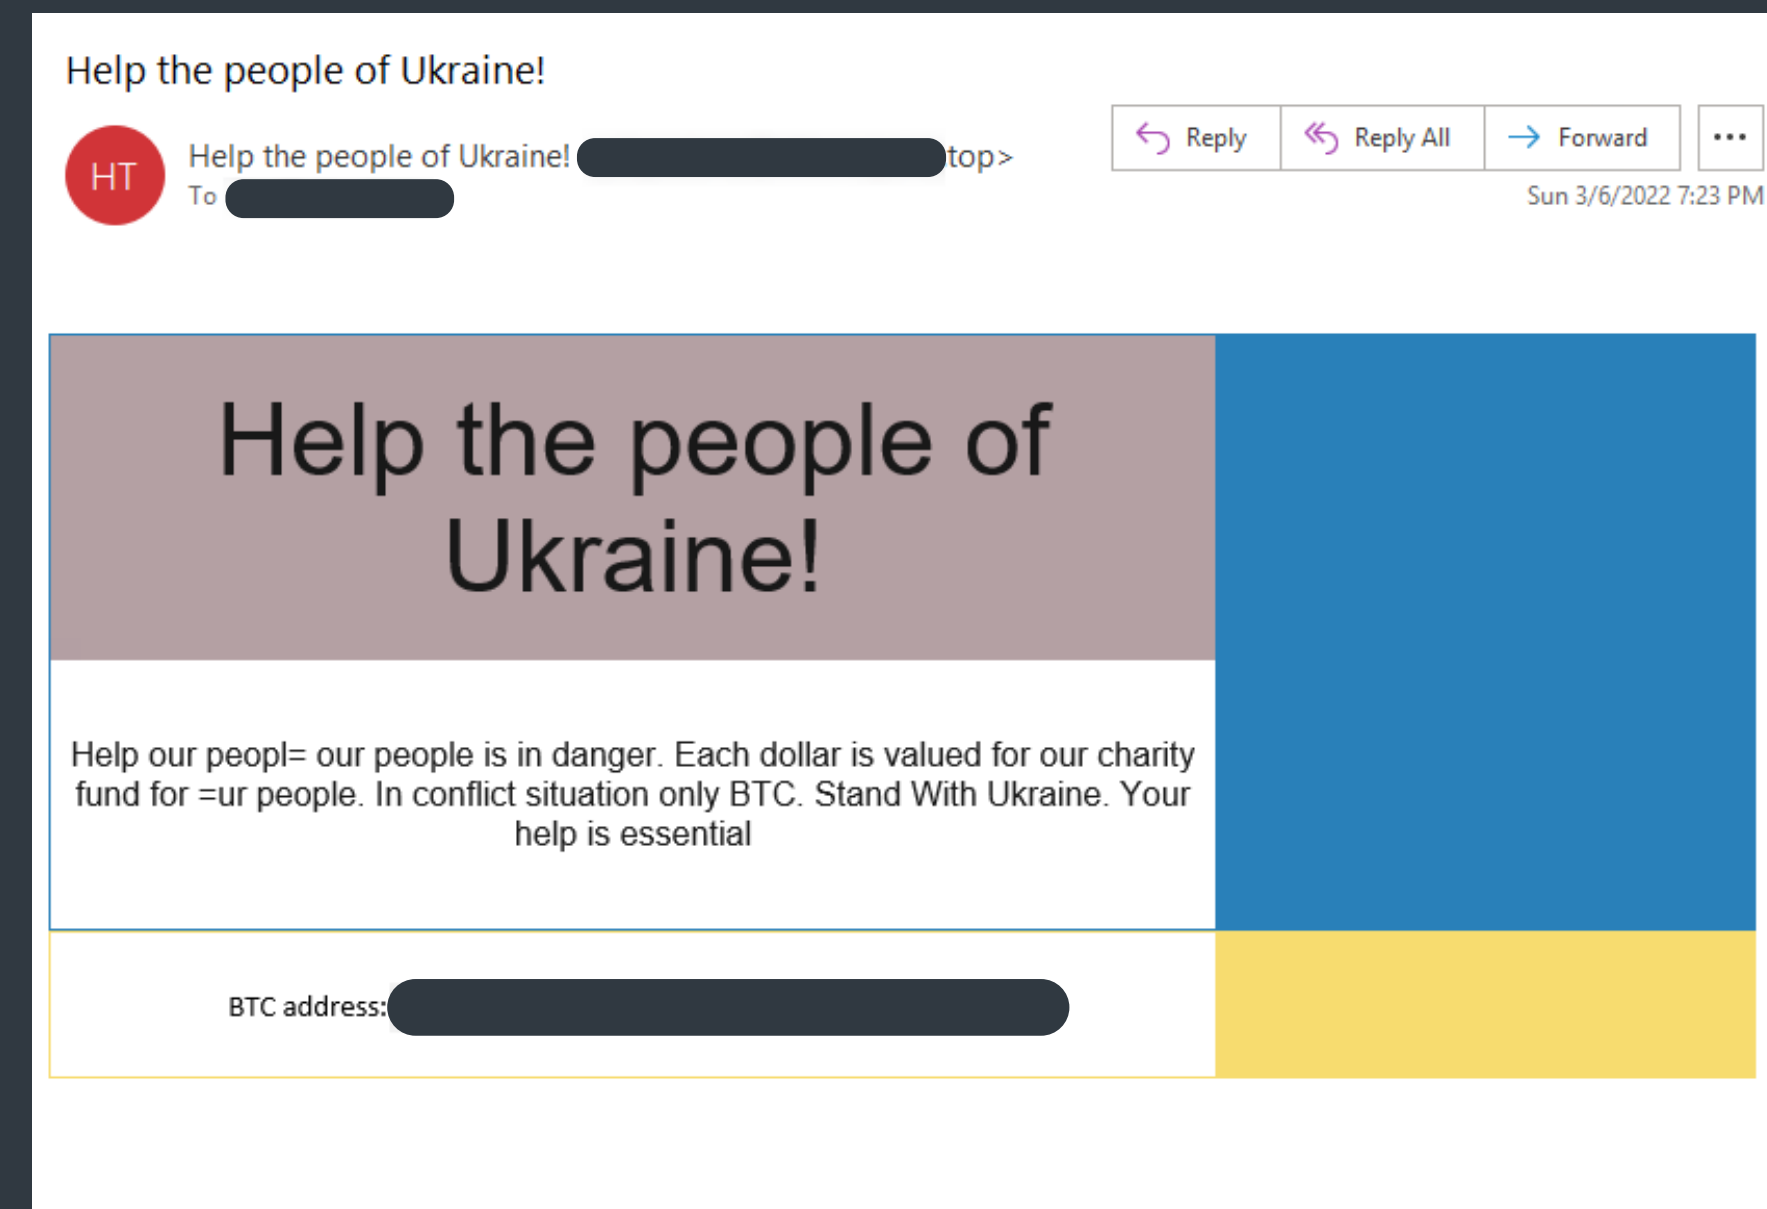 Help the people of Ukraine!
HT
Help the people of Ukraine! top>
To
Reply
Reply All
Forward
Sun 3/6/2022 7:23 PM
Help the people of
Ukraine!
Help our peopl= our people is in danger. Each dollar is valued for our charity
fund for =ur people. In conflict situation only BTC. Stand With Ukraine. Your
help is essential
BTC address: